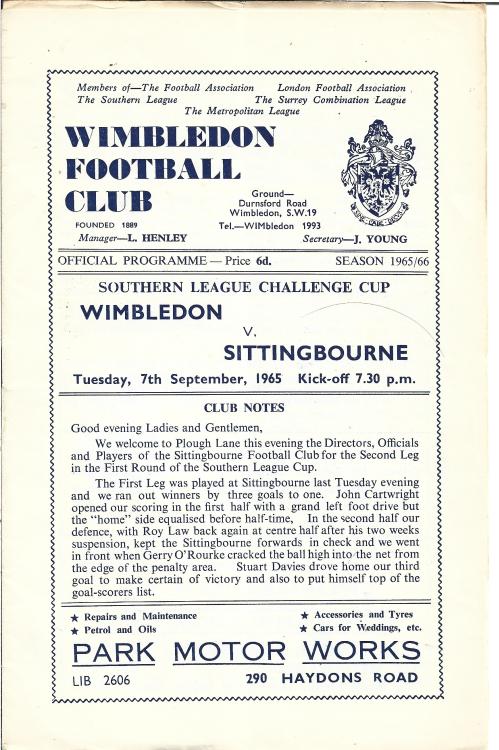 Members of—The Football Association London Football Association
The Southern League The Surrey Combination League
The Metropolitan League
WIMBLEDON
FOOTBALL
CLUB
FOUNDED 1889
Manager—L. HENLEY
Ground—
Durnsford Road
Wimbledon, S.W.19
Tel.—WIMbledon 1993
Secretary—J. YOUNG
OFFICIAL PROGRAMME — Price 6d. SEASON 1965/66
SOUTHERN LEAGUE CHALLENGE CUP
WIMBLEDON
V.
SITTINGBOURNE
Tuesday, 7th September, 1965 Kick-off 7.30 p.m.
CLUB NOTES
Good evening Ladies and Gentlemen,
We welcome to Plough Lane this evening the Directors, Officials
and Players of the Sittingbourne Football Club for the Second Leg
in the First Round of the Southern League Cup.
The First Leg was played at Sittingbourne last Tuesday evening
and we ran out winners by three goals to one. John Cartwright
opened our scoring in the first half with a grand left foot drive but
the "home" side equalised before half-time, In the second half our
defence, with Roy Law back again at centre half after his two weeks
suspension, kept the Sittingbourne forwards in check and we went
in front when Gerry O'Rourke cracked the ball high into the net from
the edge of the penalty area. Stuart Davies drove home our third
goal to make certain of victory and also to put himself top of the
goal-scorers list.
★ Repairs and Maintenance ★ Accessories and Tyres
★ Petrol and Oils ★ Cars for Weddings, etc.
PARK MOTOR WORKS
LIB 2606 290 HAYDONS ROAD